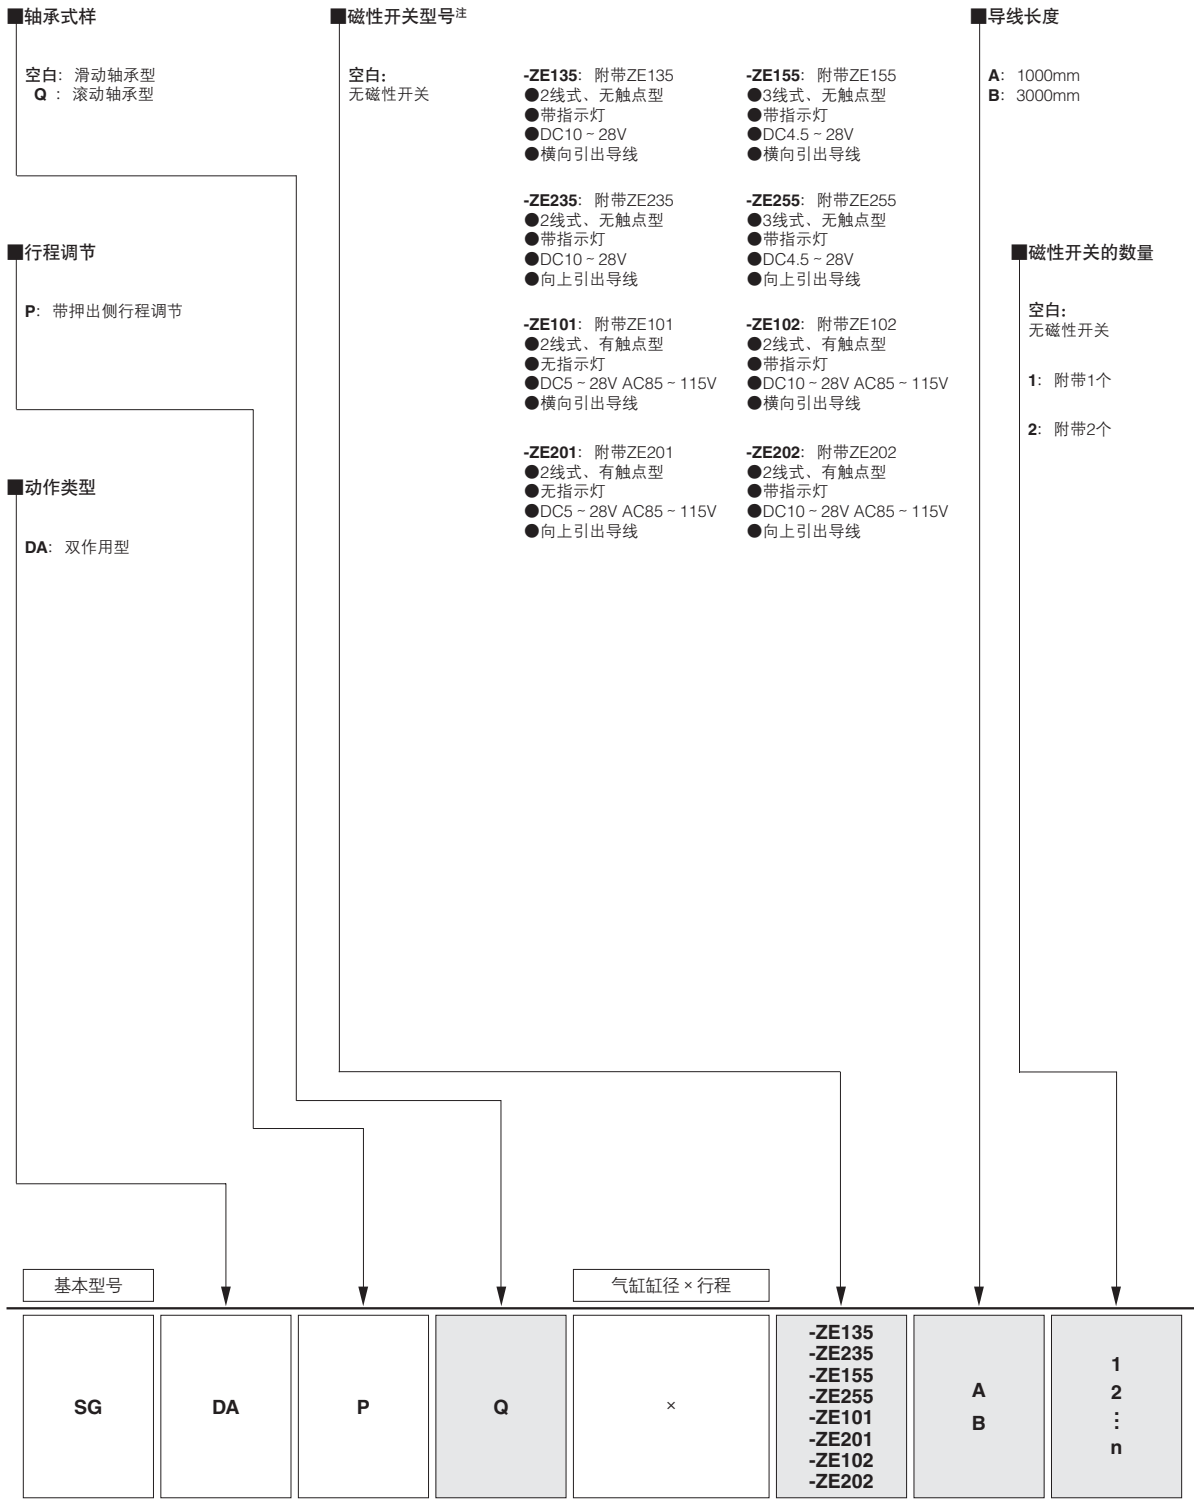 ■轴承式样
空白： 滑动轴承型
Q ： 滚动轴承型
■行程调节
P： 带押出侧行程调节
■动作类型
DA： 双作用型
■磁性开关型号注
空白：
无磁性开关
-ZE135： 附带ZE135
●2线式、无触点型
●带指示灯
●DC10 ~ 28V
●横向引出导线
-ZE155： 附带ZE155
●3线式、无触点型
●带指示灯
●DC4.5 ~ 28V
●横向引出导线
-ZE235： 附带ZE235
●2线式、无触点型
●带指示灯
●DC10 ~ 28V
●向上引出导线
-ZE255： 附带ZE255
●3线式、无触点型
●带指示灯
●DC4.5 ~ 28V
●向上引出导线
-ZE101： 附带ZE101
●2线式、有触点型
●无指示灯
●DC5 ~ 28V AC85 ~ 115V
●横向引出导线
-ZE102： 附带ZE102
●2线式、有触点型
●带指示灯
●DC10 ~ 28V AC85 ~ 115V
●横向引出导线
-ZE201： 附带ZE201
●2线式、有触点型
●无指示灯
●DC5 ~ 28V AC85 ~ 115V
●向上引出导线
-ZE202： 附带ZE202
●2线式、有触点型
●带指示灯
●DC10 ~ 28V AC85 ~ 115V
●向上引出导线
■导线长度
A： 1000mm
B： 3000mm
■磁性开关的数量
空白：
无磁性开关
1： 附带1个
2： 附带2个
基本型号
气缸缸径 × 行程
SG
DA
P
Q
×
-ZE135
-ZE235
-ZE155
-ZE255
-ZE101
-ZE201
-ZE102
-ZE202
A
B
1
2
⋮
n